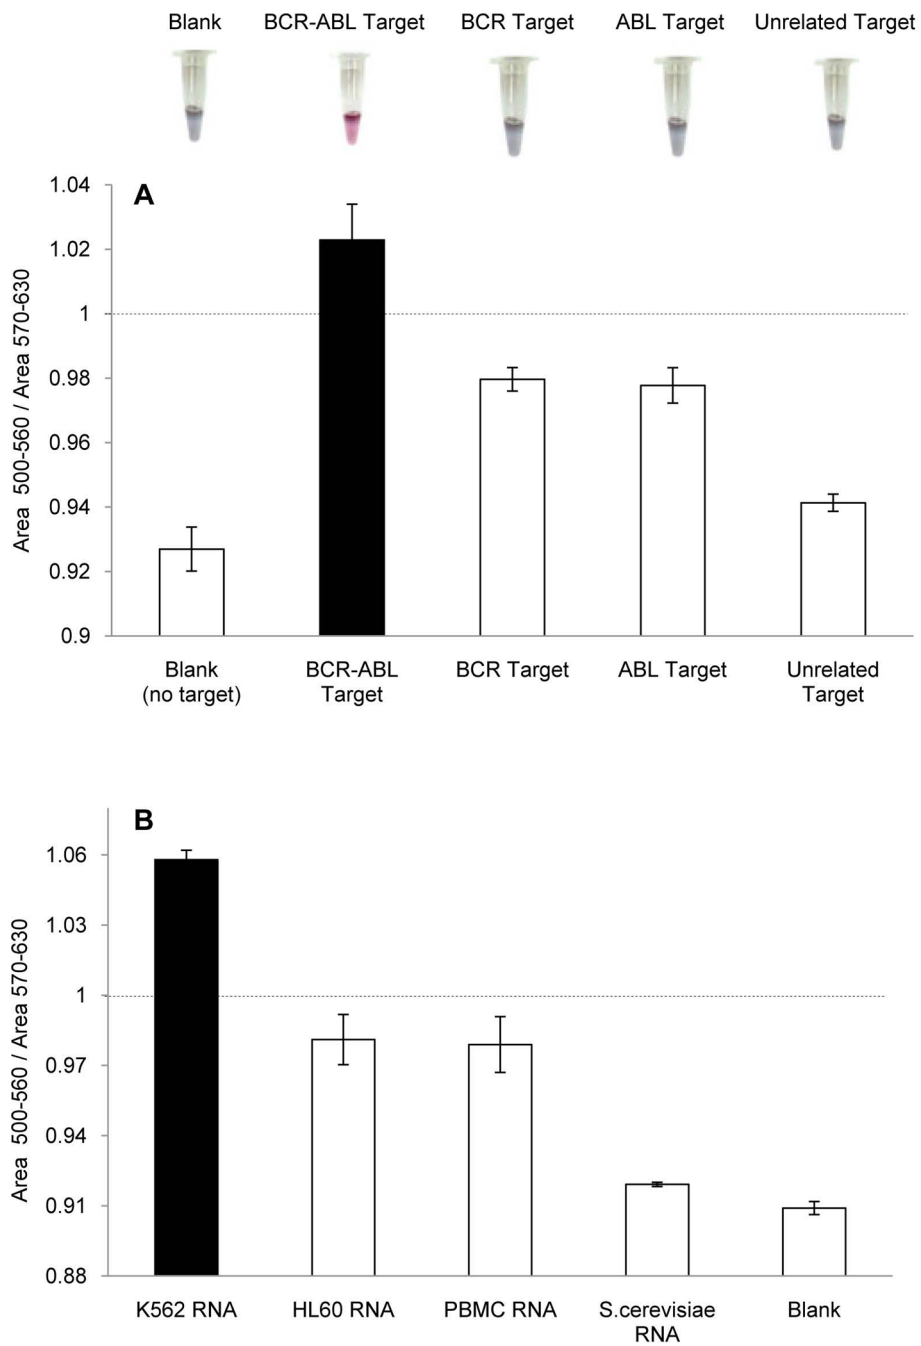 Blank BCR-ABL Target BCR Target ABL Target Unrelated Target
A
Area 500-560 / Area 570-630
1.04
1.02
1
0.98
0.96
0.94
0.92
0.9
Blank BCR-ABL BCR Target ABL Target Unrelated
(no target) Target Target
B
Area 500-560 / Area 570-630
1.06
1.03
1
0.97
0.94
0.91
0.88
K562 RNA HL60 RNA PBMC RNA S.cerevisiae Blank
RNA